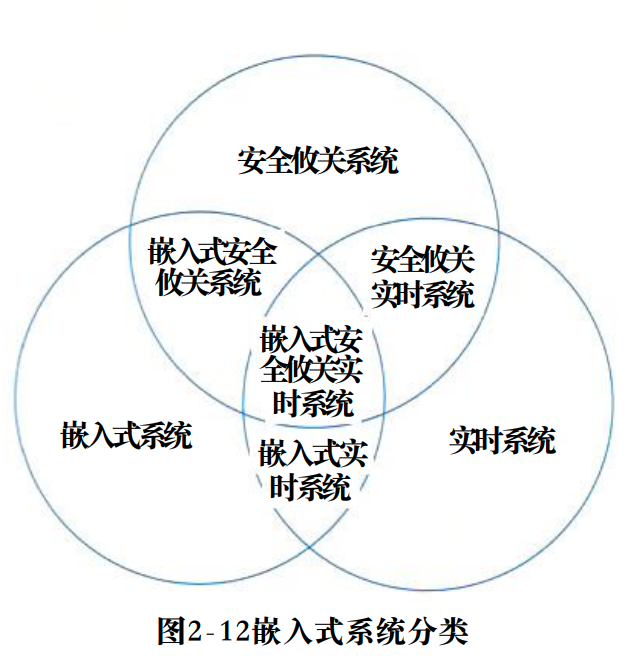 安全攸关系统
嵌入式安全
攸关系统
安全攸关
实时系统
嵌入式安
全攸关实
时系统
嵌入式系统
实时系统
嵌入式实
时系统
图2-12嵌入式系统分类